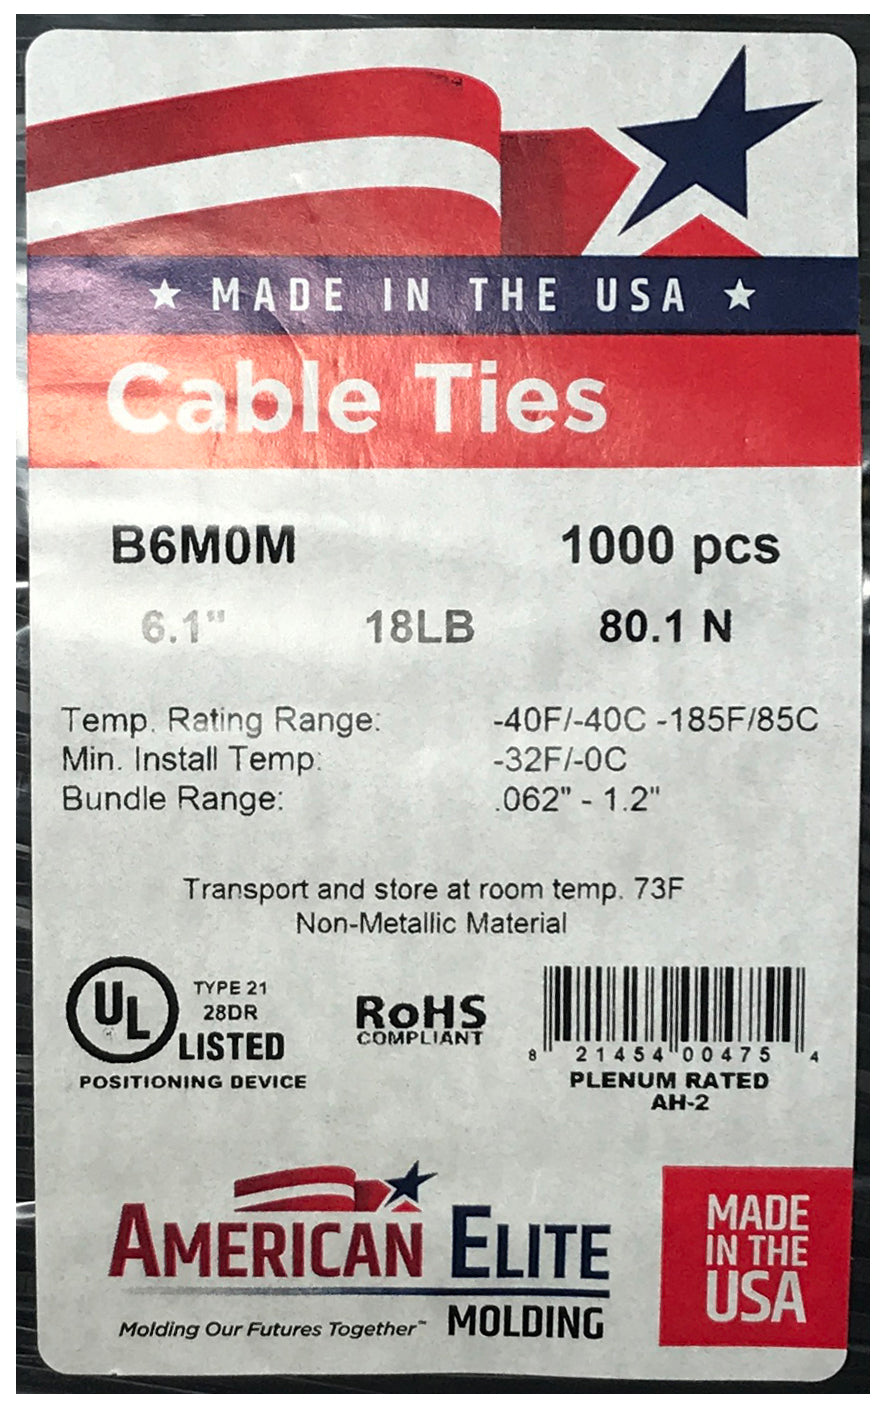 ★ MADE IN THE USA ★
Cable Ties
B6M0M 1000 pcs
6.1" 18LB 80.1 N
Temp. Rating Range: -40F/-40C -185F/85C
Min. Install Temp: -32F/-0C
Bundle Range: .062" - 1.2"
Transport and store at room temp. 73F
Non-Metallic Material
UL TYPE 21
28DR
LISTED
POSITIONING DEVICE
RoHS
COMPLIANT
8 21454 00475 4
PLENUM RATED
AH-2
AMERICAN ELITE
Molding Our Futures Together™ MOLDING
MADE
IN THE
USA